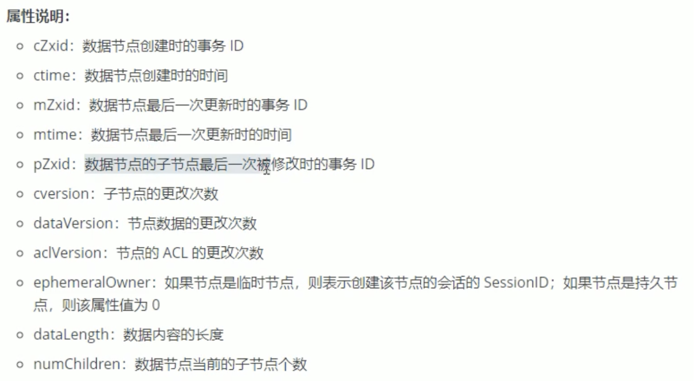 属性说明：
cZxid：数据节点创建时的事务 ID
ctime：数据节点创建时的时间
mZxid：数据节点最后一次更新时的事务 ID
mtime：数据节点最后一次更新时的时间
pZxid：数据节点的子节点最后一次被修改时的事务 ID
cversion：子节点的更改次数
dataVersion：节点数据的更改次数
aclVersion：节点的 ACL 的更改次数
ephemeralOwner：如果节点是临时节点，则表示创建该节点的会话的 SessionID；如果节点是持久节
点，则该属性值为 0
dataLength：数据内容的长度
numChildren：数据节点当前的子节点个数